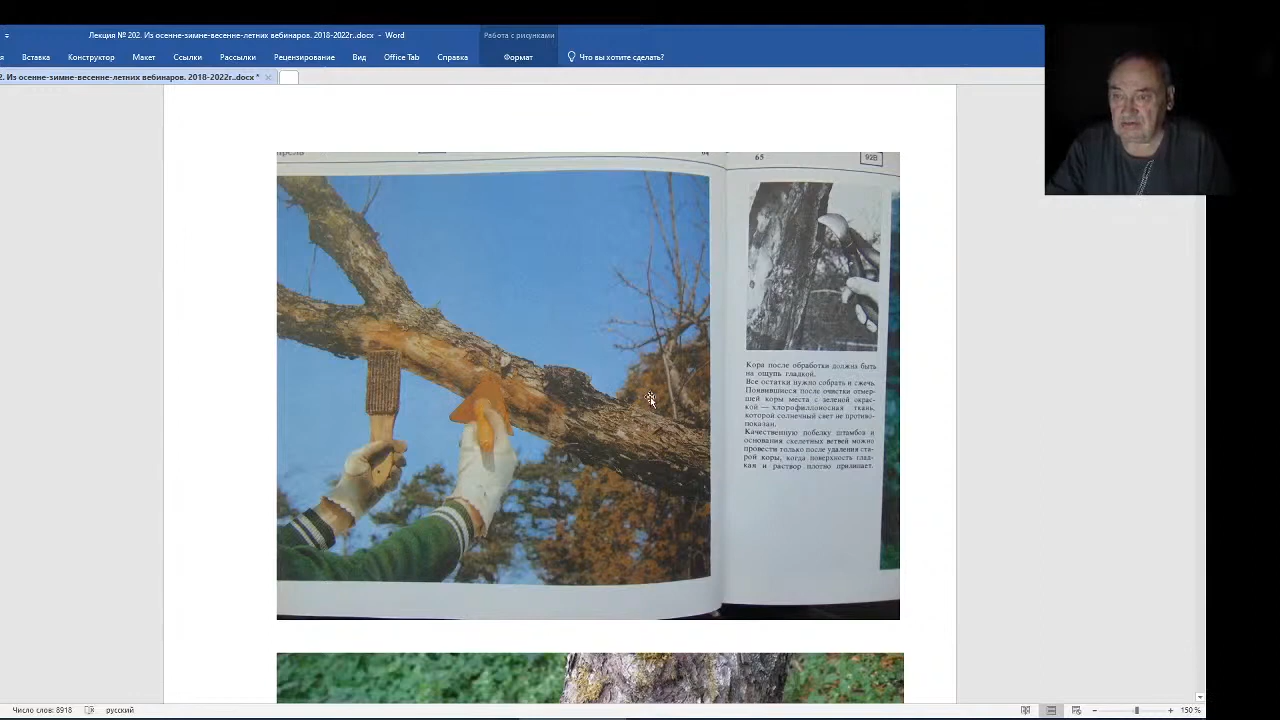 Лекция № 202. Из осенне-зимне-весенне-летних вебинаров. 2018-2022г..docx - Word
Работа с рисунками
Вставка Конструктор Макет Ссылки Рассылки Рецензирование Вид Office Tab Справка Формат Что вы хотите сделать?
2. Из осенне-зимне-весенне-летних вебинаров. 2018-2022г..docx *
65
92В
Кора после обработки должна быть
на ощупь гладкой.
Все остатки нужно собрать и сжечь.
Появившиеся после очистки отмер-
шей коры места с зеленой окрас-
кой — хлорофиллоносная ткань,
которой солнечный свет не противо-
показан.
Качественную побелку штамбов и
основания скелетных ветвей можно
провести только после удаления ста-
рой коры, когда поверхность глад-
кая и раствор плотно прилипает.
Число слов: 8918
русский
150 %